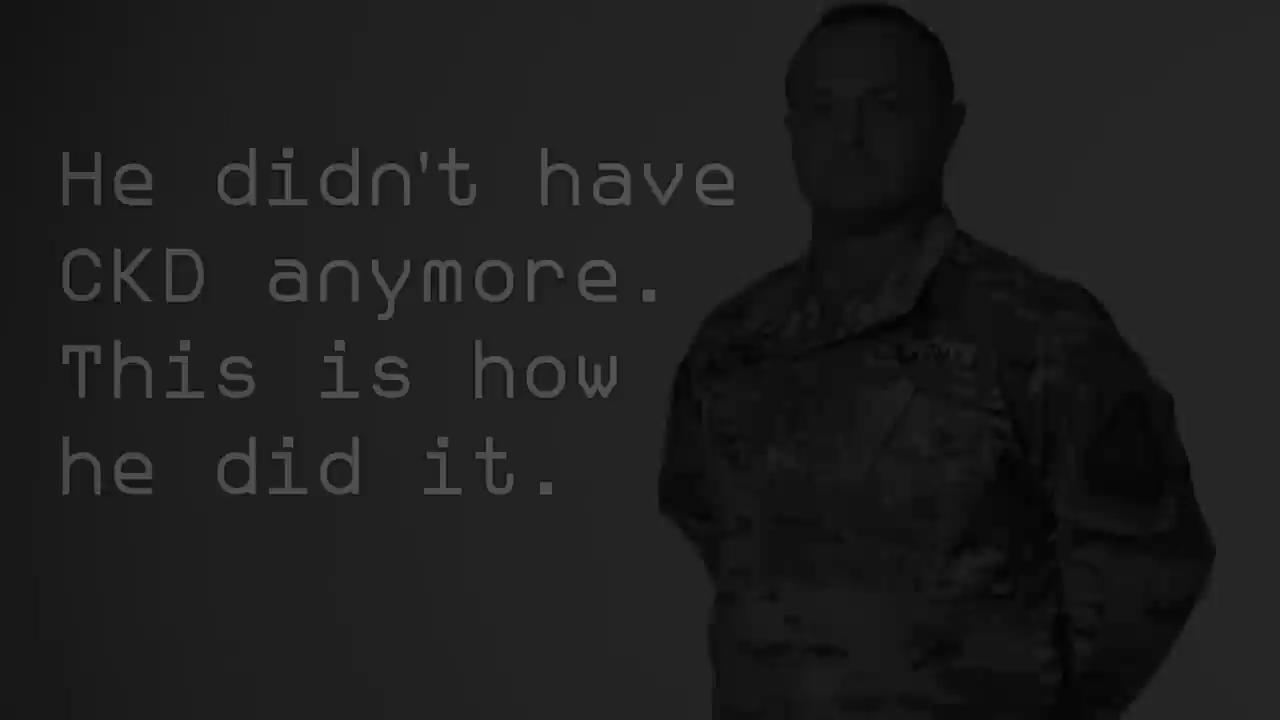 He didn't have
CKD anymore.
This is how
he did it.